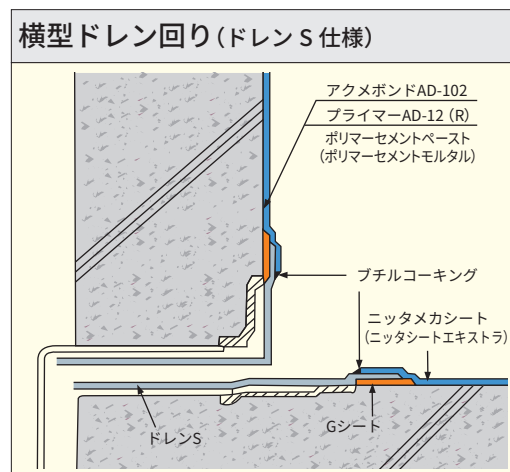 横型ドレン回り(ドレンS仕様)
アクメボンドAD-102
プライマーAD-12(R)
ポリマーセメントペースト
(ポリマーセメントモルタル)
ブチルコーキング
ニッタメカシート
(ニッタシートエキストラ)
Gシート
ドレンS